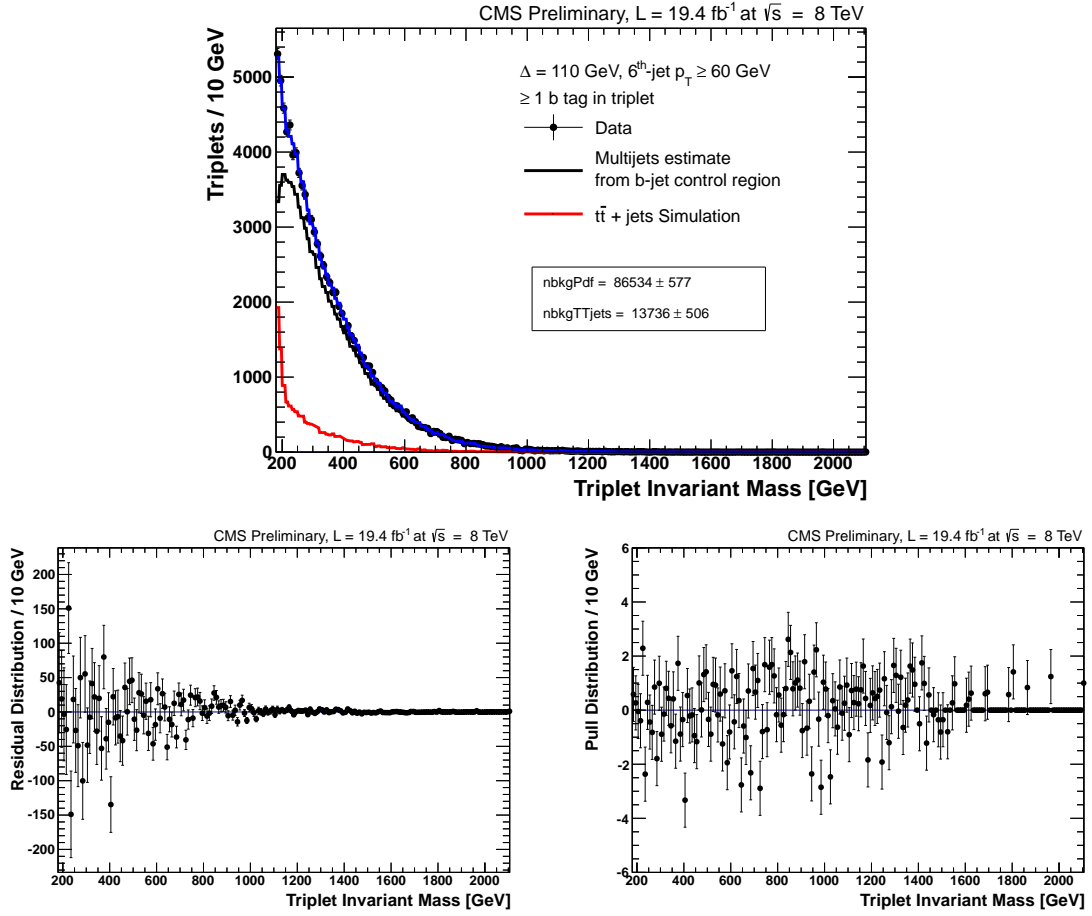 CMS Preliminary, L = 19.4 fb⁻¹ at √s = 8 TeV
Triplets / 10 GeV
5000
4000
3000
2000
1000
0
Δ = 110 GeV, 6ᵗʰ-jet p_T ≥ 60 GeV
≥ 1 b tag in triplet
Data
Multijets estimate
from b-jet control region
tt̄ + jets Simulation
nbkgPdf = 86534 ± 577
nbkgTTjets = 13736 ± 506
200 400 600 800 1000 1200 1400 1600 1800 2000
Triplet Invariant Mass [GeV]
CMS Preliminary, L = 19.4 fb⁻¹ at √s = 8 TeV
Residual Distribution / 10 GeV
200
150
100
50
0
-50
-100
-150
-200
200 400 600 800 1000 1200 1400 1600 1800 2000
Triplet Invariant Mass [GeV]
CMS Preliminary, L = 19.4 fb⁻¹ at √s = 8 TeV
Pull Distribution / 10 GeV
6
4
2
0
-2
-4
-6
200 400 600 800 1000 1200 1400 1600 1800 2000
Triplet Invariant Mass [GeV]